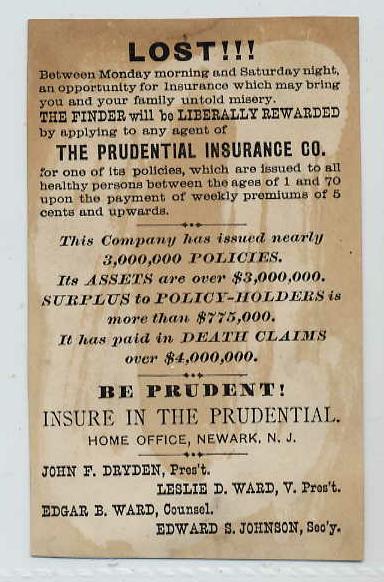 LOST!!!
Between Monday morning and Saturday night,
an opportunity for Insurance which may bring
you and your family untold misery.
THE FINDER will be LIBERALLY REWARDED
by applying to any agent of
THE PRUDENTIAL INSURANCE CO.
for one of its policies, which are issued to all
healthy persons between the ages of 1 and 70
upon the payment of weekly premiums of 5
cents and upwards.
This Company has issued nearly
3,000,000 POLICIES.
Its ASSETS are over $3,000,000.
SURPLUS to POLICY-HOLDERS is
more than $775,000.
It has paid in DEATH CLAIMS
over $4,000,000.
BE PRUDENT!
INSURE IN THE PRUDENTIAL.
HOME OFFICE, NEWARK, N. J.
JOHN F. DRYDEN, Pres't.
LESLIE D. WARD, V. Pres't.
EDGAR B. WARD, Counsel.
EDWARD S. JOHNSON, Sec'y.